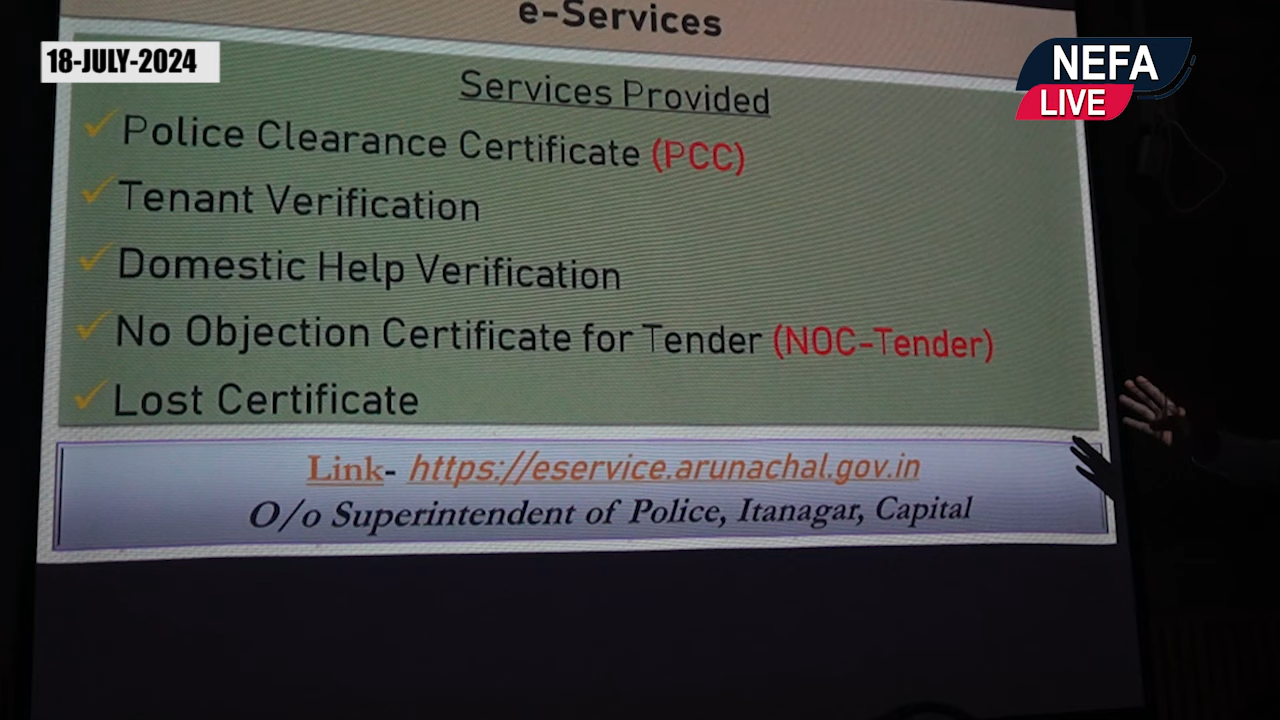 e-Services
18-JULY-2024
NEFA
LIVE
Services Provided
Police Clearance Certificate (PCC)
Tenant Verification
Domestic Help Verification
No Objection Certificate for Tender (NOC-Tender)
Lost Certificate
Link- https://eservice.arunachal.gov.in
O/o Superintendent of Police, Itanagar, Capital